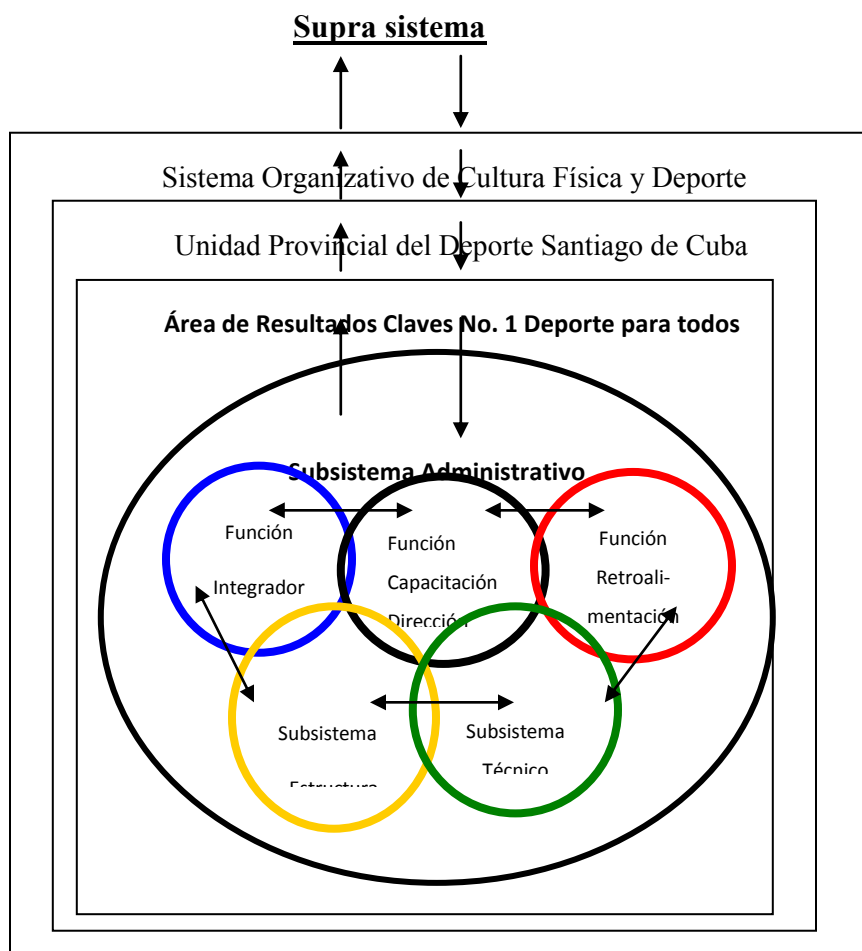 Supra sistema
Sistema Organizativo de Cultura Física y Deporte
Unidad Provincial del Deporte Santiago de Cuba
Área de Resultados Claves No. 1 Deporte para todos
Subsistema Administrativo
Función
Integrador
Función
Capacitación
Dirección
Función
Retroali-
mentación
Subsistema
Estructura
Subsistema
Técnico